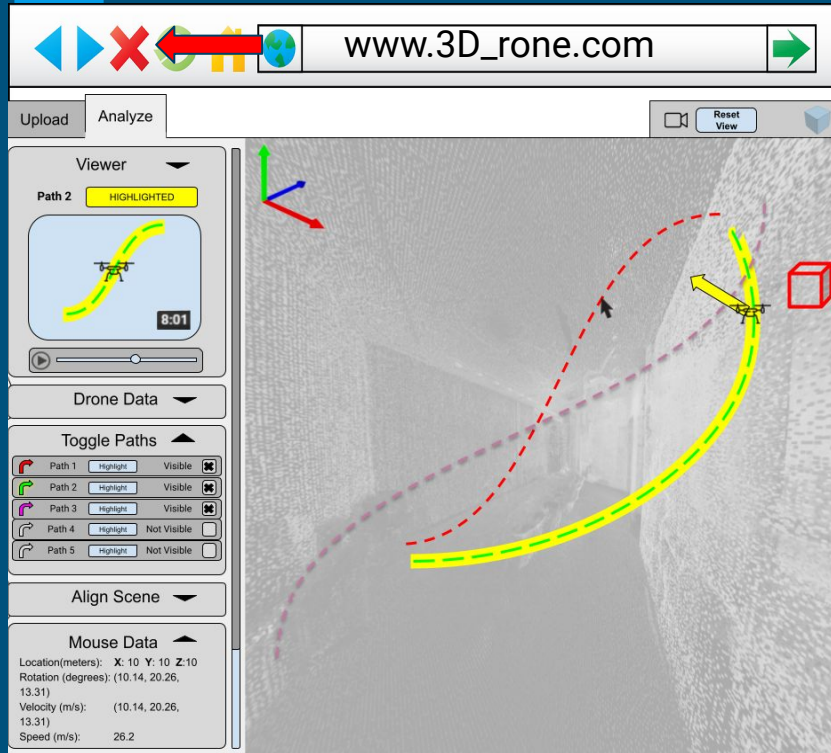 www.3D_rone.com
Upload
Analyze
Reset
View
Viewer
Path 2
HIGHLIGHTED
8:01
Drone Data
Toggle Paths
Path 1 Highlight Visible
Path 2 Highlight Visible
Path 3 Highlight Visible
Path 4 Highlight Not Visible
Path 5 Highlight Not Visible
Align Scene
Mouse Data
Location(meters): X: 10 Y: 10 Z:10
Rotation (degrees): (10.14, 20.26,
13.31)
Velocity (m/s): (10.14, 20.26,
13.31)
Speed (m/s): 26.2